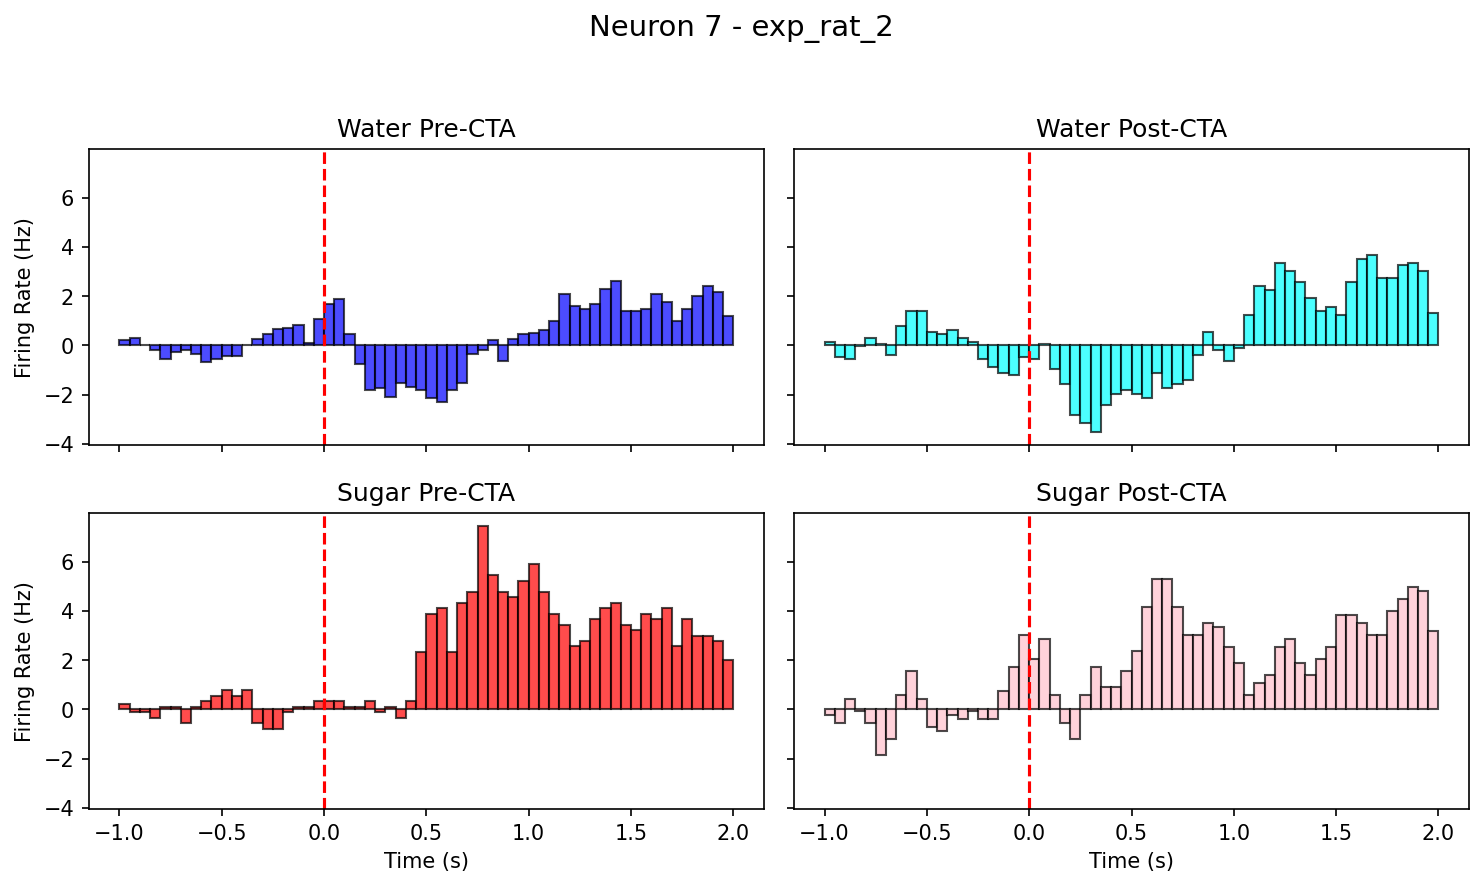 Neuron 7 - exp_rat_2
Water Pre-CTA
Water Post-CTA
Firing Rate (Hz)
6
4
2
0
−2
−4
Sugar Pre-CTA
Sugar Post-CTA
Firing Rate (Hz)
6
4
2
0
−2
−4
−1.0 −0.5 0.0 0.5 1.0 1.5 2.0
−1.0 −0.5 0.0 0.5 1.0 1.5 2.0
Time (s)
Time (s)